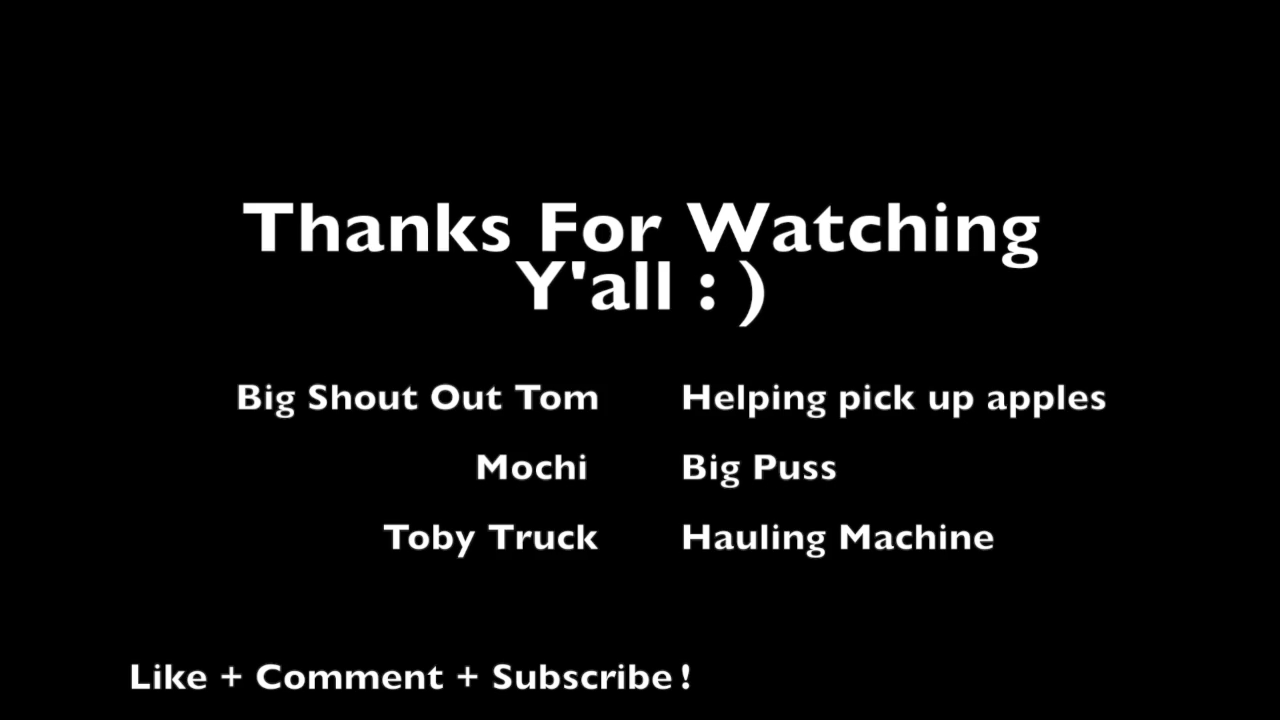 Thanks For Watching
Y'all : )
Big Shout Out Tom Helping pick up apples
Mochi Big Puss
Toby Truck Hauling Machine
Like + Comment + Subscribe !